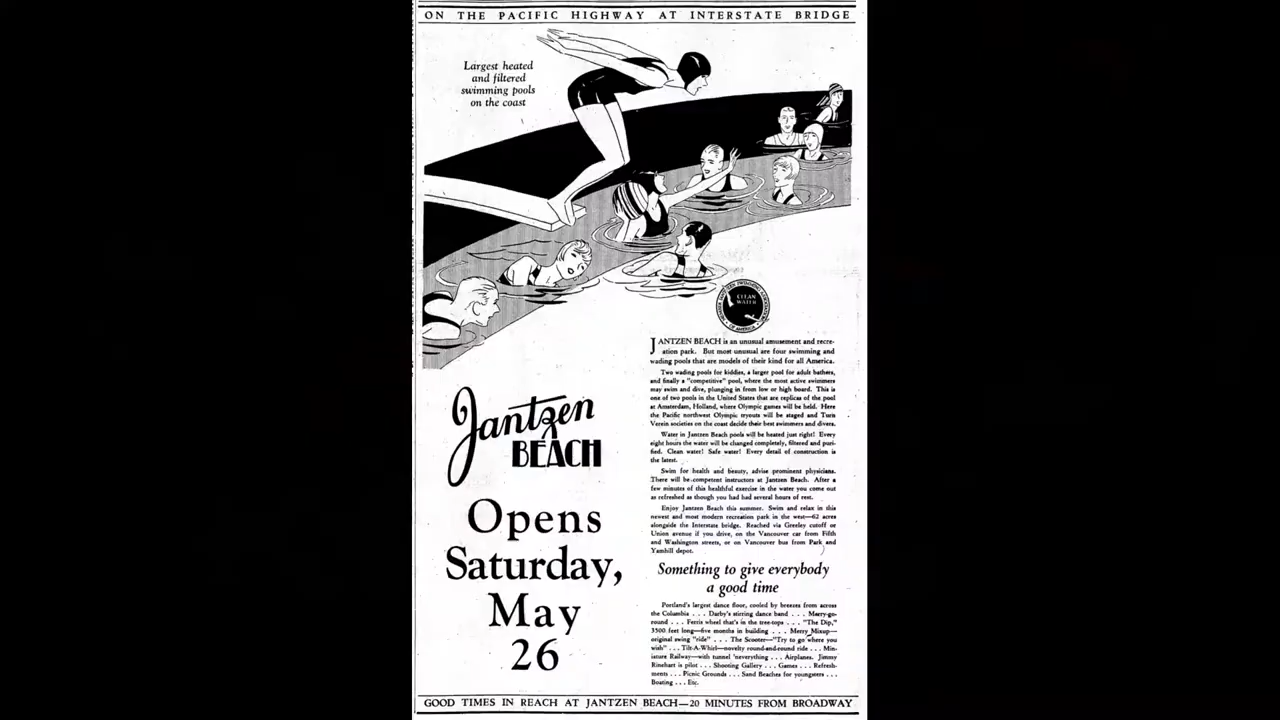 ON THE PACIFIC HIGHWAY AT INTERSTATE BRIDGE
Largest heated
and filtered
swimming pools
on the coast
CLEAN
WATER
OF AMERICA
JANTZEN BEACH is an unusual amusement and recre-
ation park. But most unusual are four swimming and
wading pools that are models of their kind for all America.
Two wading pools for kiddies, a larger pool for adult bathers,
and finally a "competitive" pool, where the most active swimmers
may swim and dive, plunging in from low or high board. This is
one of two pools in the United States that are replicas of the pool
at Amsterdam, Holland, where Olympic games will be held. Here
the Pacific northwest Olympic tryouts will be staged and Turn
Verein societies on the coast decide their best swimmers and divers.
Water in Jantzen Beach pools will be heated just right! Every
eight hours the water will be changed completely, filtered and puri-
fied. Clean water! Safe water! Every detail of construction is
the latest.
Swim for health and beauty, advise prominent physicians.
There will be competent instructors at Jantzen Beach. After a
few minutes of this healthful exercise in the water you come out
as refreshed as though you had had several hours of rest.
Enjoy Jantzen Beach this summer. Swim and relax in this
newest and most modern recreation park in the west—62 acres
alongside the Interstate bridge. Reached via Greeley cutoff or
Union avenue if you drive, on the Vancouver car from Fifth
and Washington streets, or on Vancouver bus from Park and
Yamhill depot.
Jantzen
BEACH
Opens
Saturday,
May
26
Something to give everybody
a good time
Portland's largest dance floor, cooled by breezes from across
the Columbia . . . Darby's stirring dance band . . . Merry-go-
round . . . Ferris wheel that's in the tree-tops . . . "The Dip,"
3500 feet long—five months in building . . . Merry Mixup—
original swing "ride" . . . The Scooter—"Try to go where you
wish" . . . Tilt-A-Whirl—novelty round-and-round ride . . . Min-
iature Railway—with tunnel 'neverything . . . Airplanes. Jimmy
Rinehart is pilot . . . Shooting Gallery . . . Games . . . Refresh-
ments . . . Picnic Grounds . . . Sand Beaches for youngsters . . .
Boating . . . Etc.
GOOD TIMES IN REACH AT JANTZEN BEACH—20 MINUTES FROM BROADWAY